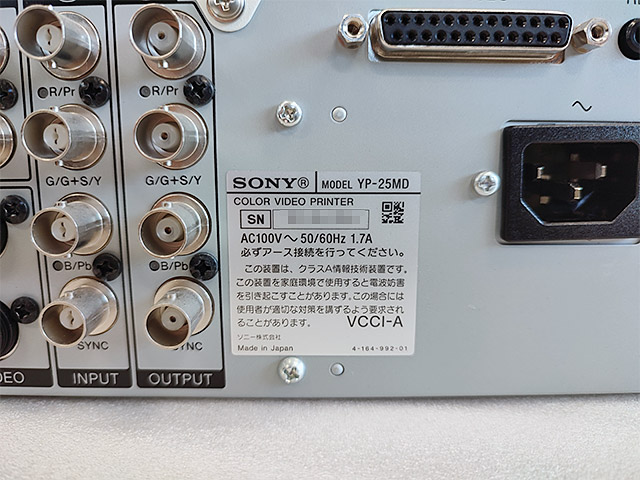 R/Pr
R/Pr
G/G+S/Y
G/G+S/Y
B/Pb
B/Pb
SYNC
INPUT
OUTPUT
SONY® MODEL YP-25MD
COLOR VIDEO PRINTER
SN
AC100V~50/60Hz 1.7A
必ずアース接続を行ってください。
この装置は、クラスA情報技術装置です。
この装置を家庭環境で使用すると電波妨害
を引き起こすことがあります。この場合には
使用者が適切な対策を講ずるよう要求され
ることがあります。 VCCI-A
ソニー株式会社
Made in Japan 4-164-992-01
~